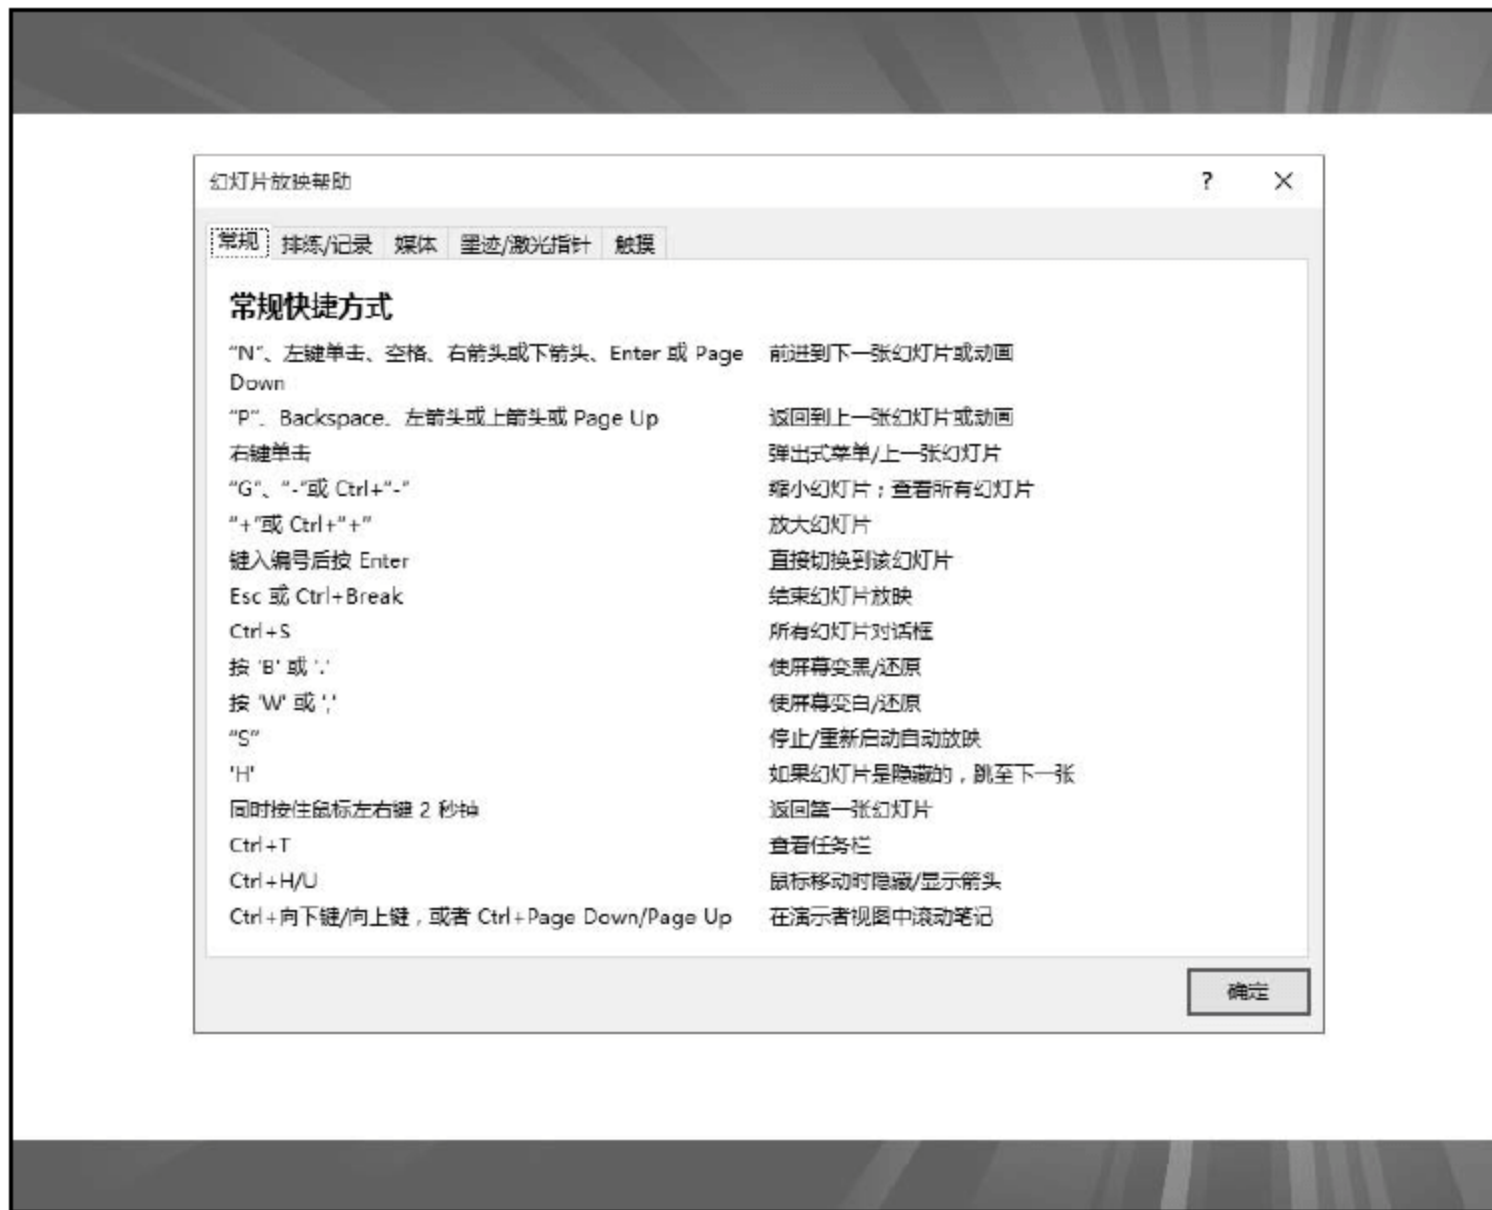 幻灯片放映帮助 ? ×
常规 排练/记录 媒体 墨迹/激光指针 触摸
常规快捷方式
“N”、左键单击、空格、右箭头或下箭头、Enter 或 Page 前进到下一张幻灯片或动画
Down
“P”、Backspace、左箭头或上箭头或 Page Up 返回到上一张幻灯片或动画
右键单击 弹出式菜单/上一张幻灯片
“G”、“-”或 Ctrl+“-” 缩小幻灯片；查看所有幻灯片
“+”或 Ctrl+“+” 放大幻灯片
键入编号后按 Enter 直接切换到该幻灯片
Esc 或 Ctrl+Break 结束幻灯片放映
Ctrl+S 所有幻灯片对话框
按 'B' 或 '.' 使屏幕变黑/还原
按 'W' 或 ',' 使屏幕变白/还原
“S” 停止/重新启动自动放映
'H' 如果幻灯片是隐藏的，跳至下一张
同时按住鼠标左右键 2 秒钟 返回第一张幻灯片
Ctrl+T 查看任务栏
Ctrl+H/U 鼠标移动时隐藏/显示箭头
Ctrl+向下键/向上键，或者 Ctrl+Page Down/Page Up 在演示者视图中滚动笔记
确定